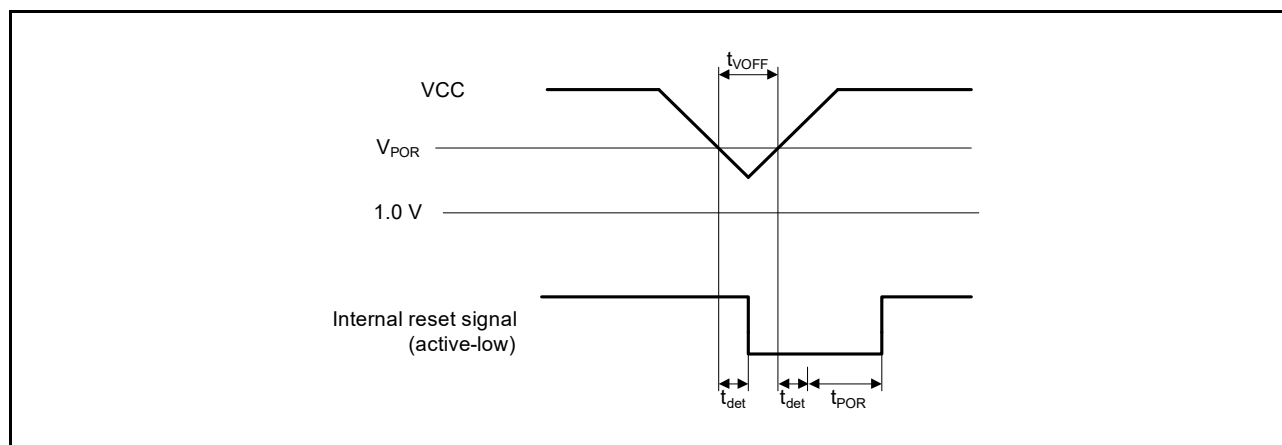 tVOFF
VCC
VPOR
1.0 V
Internal reset signal
(active-low)
tdet
tdet
tPOR